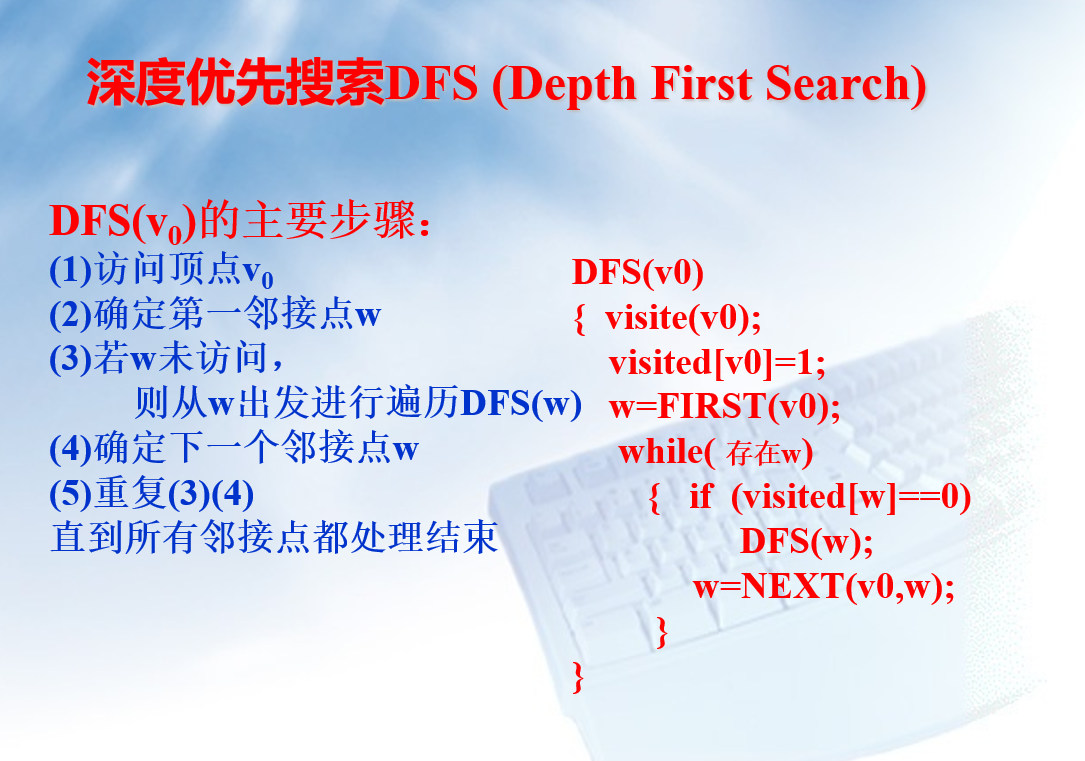 深度优先搜索DFS (Depth First Search)
DFS(v₀)的主要步骤：
(1)访问顶点v₀
(2)确定第一邻接点w
(3)若w未访问，
则从w出发进行遍历DFS(w)
(4)确定下一个邻接点w
(5)重复(3)(4)
直到所有邻接点都处理结束
DFS(v0)
{ visite(v0);
visited[v0]=1;
w=FIRST(v0);
while( 存在w)
{ if (visited[w]==0)
DFS(w);
w=NEXT(v0,w);
}
}